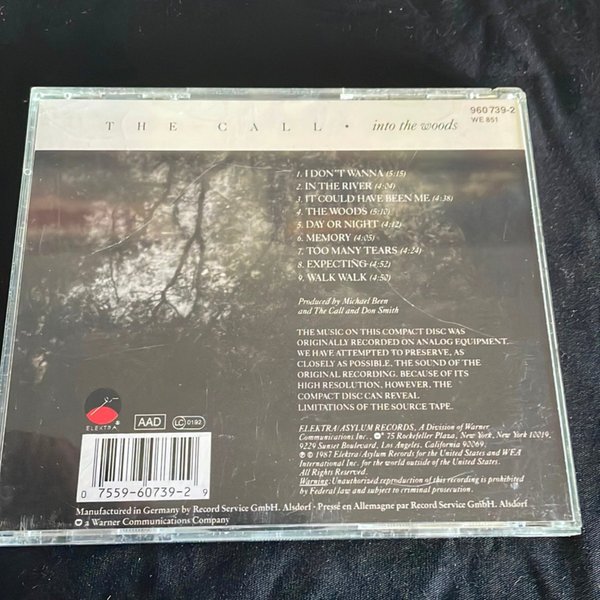 THE CALL • into the woods
960 739-2
WE 851
1. I DON'T WANNA (5:15)
2. IN THE RIVER (4:04)
3. IT COULD HAVE BEEN ME (4:38)
4. THE WOODS (5:10)
5. DAY OR NIGHT (4:12)
6. MEMORY (4:05)
7. TOO MANY TEARS (4:24)
8. EXPECTING (4:52)
9. WALK WALK (4:50)
Produced by Michael Been
and The Call and Don Smith
THE MUSIC ON THIS COMPACT DISC WAS
ORIGINALLY RECORDED ON ANALOG EQUIPMENT.
WE HAVE ATTEMPTED TO PRESERVE, AS
CLOSELY AS POSSIBLE, THE SOUND OF THE
ORIGINAL RECORDING. BECAUSE OF ITS
HIGH RESOLUTION, HOWEVER, THE
COMPACT DISC CAN REVEAL
LIMITATIONS OF THE SOURCE TAPE.
ELEKTRA/ASYLUM RECORDS, A Division of Warner
Communications Inc., 75 Rockefeller Plaza, New York, New York 10019.
9229 Sunset Boulevard, Los Angeles, California 90069.
℗ © 1987 Elektra/Asylum Records for the United States and WEA
International Inc. for the world outside of the United States.
All Rights Reserved.
Warning: Unauthorized reproduction of this recording is prohibited
by Federal law and subject to criminal prosecution.
ELEKTRA®
AAD
LC 0192
0 7559-60739-2 9
Manufactured in Germany by Record Service GmbH. Alsdorf · Pressé en Allemagne par Record Service GmbH. Alsdorf
a Warner Communications Company